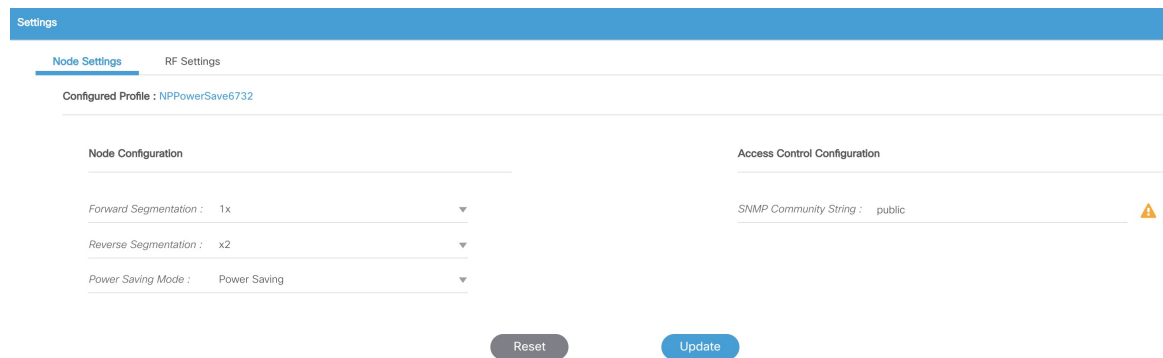 Settings
Node Settings RF Settings
Configured Profile : NPPowerSave6732
Node Configuration
Access Control Configuration
Forward Segmentation : 1x
SNMP Community String : public
Reverse Segmentation : x2
Power Saving Mode : Power Saving
Reset Update